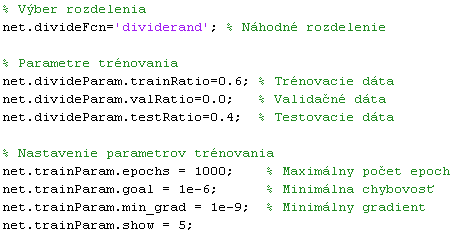 % Výber rozdelenia
net.divideFcn='dividerand'; % Náhodné rozdelenie
% Parametre trénovania
net.divideParam.trainRatio=0.6; % Trénovacie dáta
net.divideParam.valRatio=0.0; % Validačné dáta
net.divideParam.testRatio=0.4; % Testovacie dáta
% Nastavenie parametrov trénovania
net.trainParam.epochs = 1000; % Maximálny počet epoch
net.trainParam.goal = 1e-6; % Minimálna chybovosť
net.trainParam.min_grad = 1e-9; % Minimálny gradient
net.trainParam.show = 5;